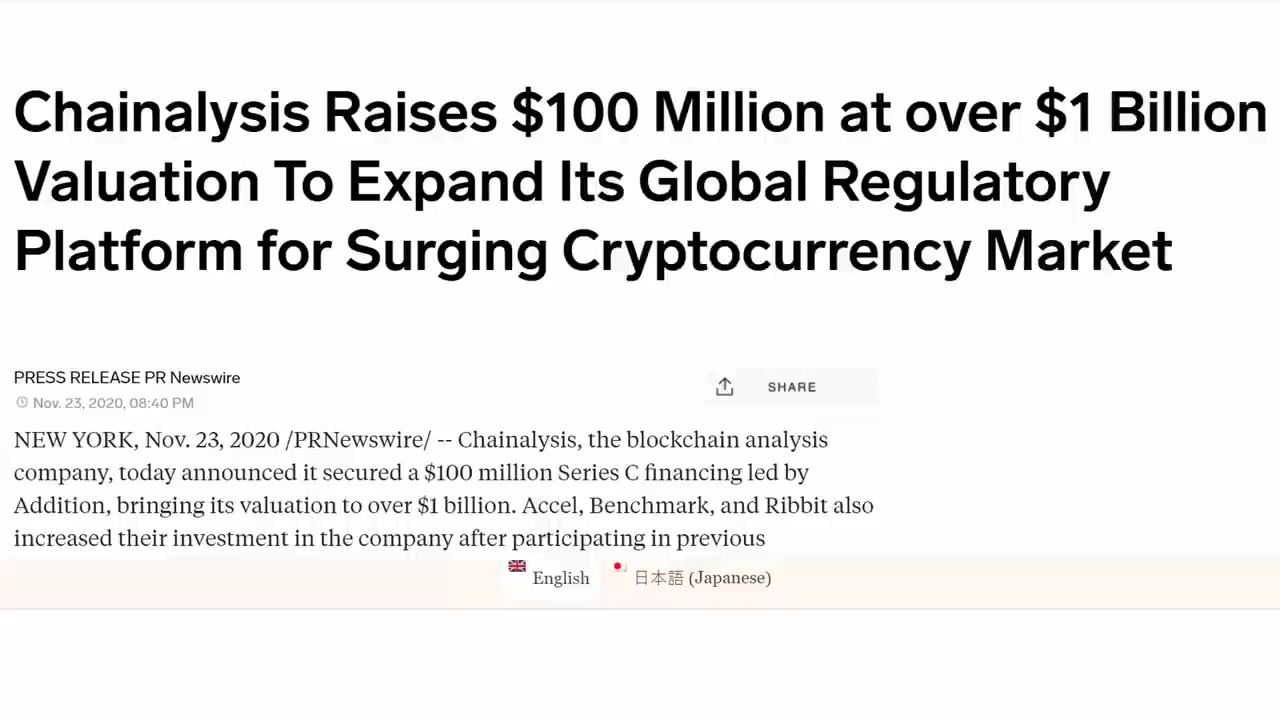 Chainalysis Raises $100 Million at over $1 Billion
Valuation To Expand Its Global Regulatory
Platform for Surging Cryptocurrency Market
PRESS RELEASE PR Newswire
Nov. 23, 2020, 08:40 PM
SHARE
NEW YORK, Nov. 23, 2020 /PRNewswire/ -- Chainalysis, the blockchain analysis
company, today announced it secured a $100 million Series C financing led by
Addition, bringing its valuation to over $1 billion. Accel, Benchmark, and Ribbit also
increased their investment in the company after participating in previous
English 日本語 (Japanese)